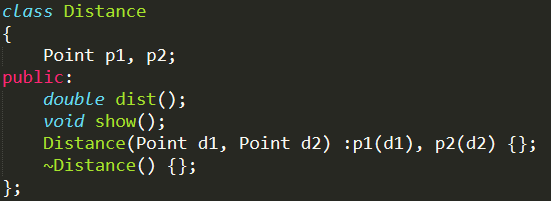 class Distance
{
    Point p1, p2;
public:
    double dist();
    void show();
    Distance(Point d1, Point d2) :p1(d1), p2(d2) {};
    ~Distance() {};
};